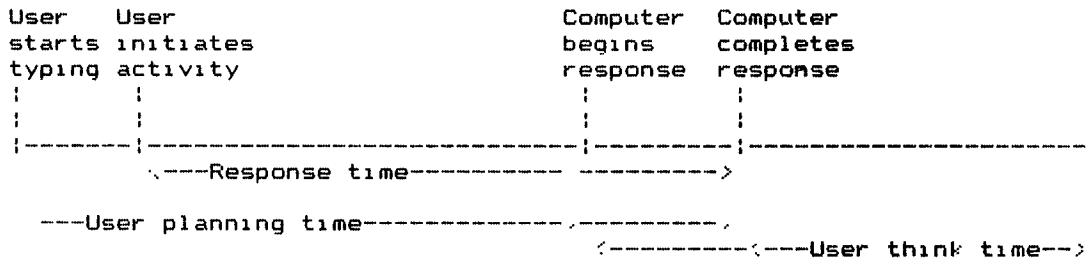 User User Computer Computer
starts initiates begins completes
typing activity response response
<---Response time---------- --------->
---User planning time-------------,---------,
<---------<---User think time-->